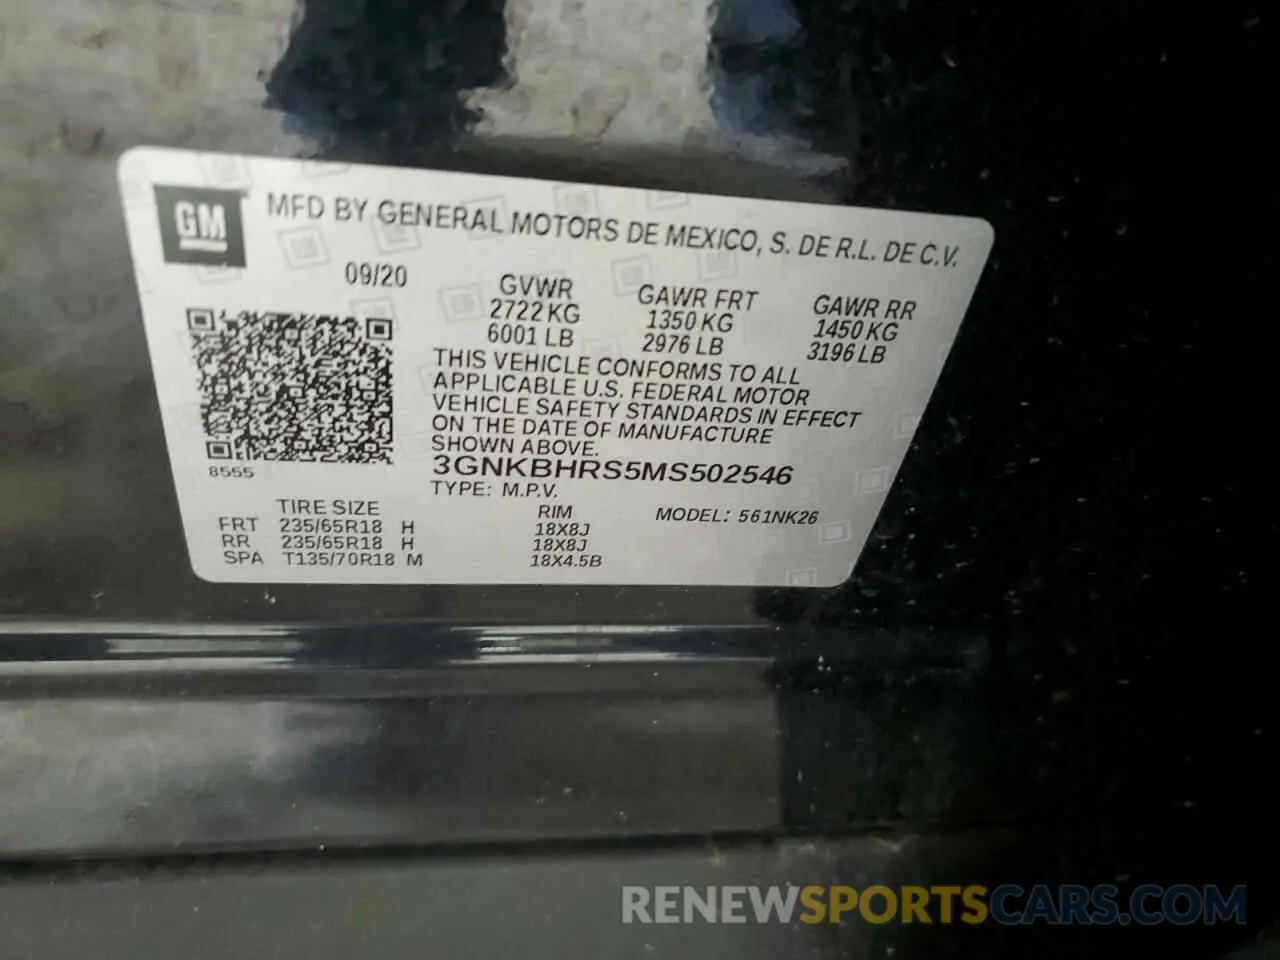 GM
MFD BY GENERAL MOTORS DE MEXICO, S. DE R.L. DE C.V.
09/20
GVWR GAWR FRT GAWR RR
2722 KG 1350 KG 1450 KG
6001 LB 2976 LB 3196 LB
THIS VEHICLE CONFORMS TO ALL
APPLICABLE U.S. FEDERAL MOTOR
VEHICLE SAFETY STANDARDS IN EFFECT
ON THE DATE OF MANUFACTURE
SHOWN ABOVE.
8555
3GNKBHRS5MS502546
TYPE: M.P.V.
TIRE SIZE RIM MODEL: 561NK26
FRT 235/65R18 H 18X8J
RR 235/65R18 H 18X8J
SPA T135/70R18 M 18X4.5B
RENEWSPORTSCARS.COM